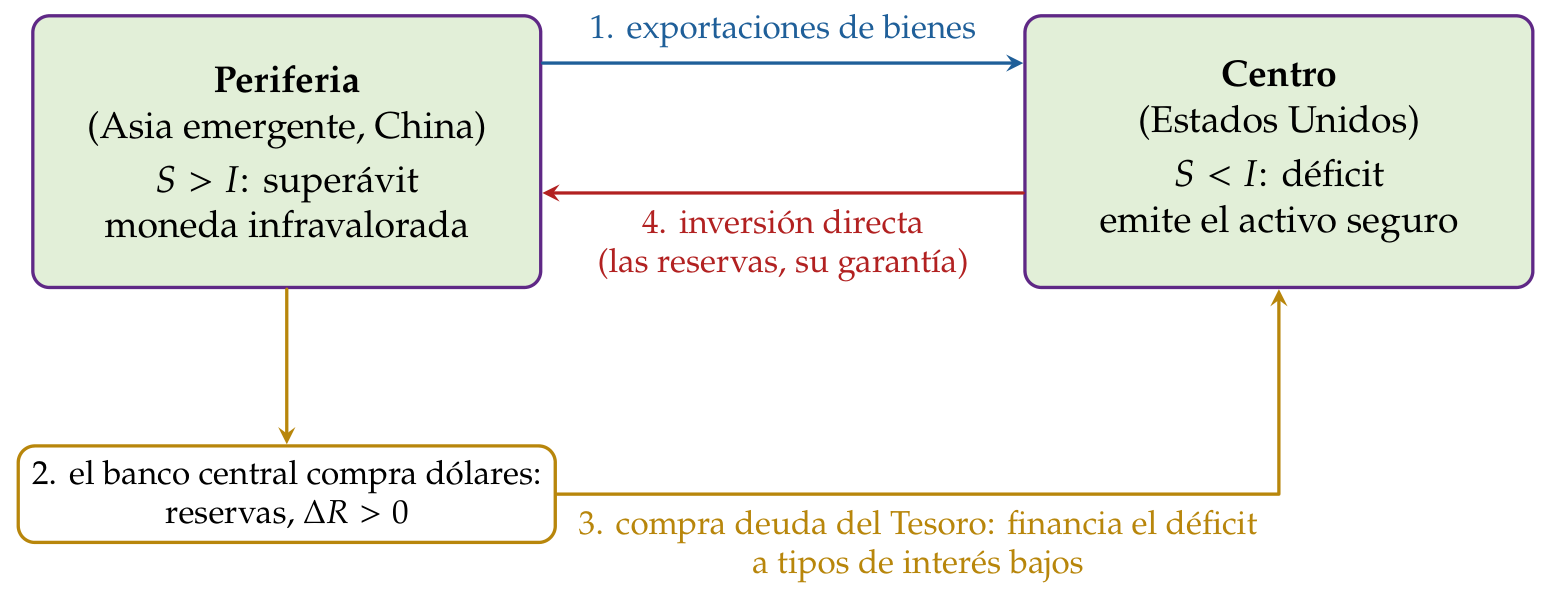 1. exportaciones de bienes
Periferia
(Asia emergente, China)
S > I: superávit
moneda infravalorada
Centro
(Estados Unidos)
S < I: déficit
emite el activo seguro
4. inversión directa
(las reservas, su garantía)
2. el banco central compra dólares:
reservas, ΔR > 0
3. compra deuda del Tesoro: financia el déficit
a tipos de interés bajos